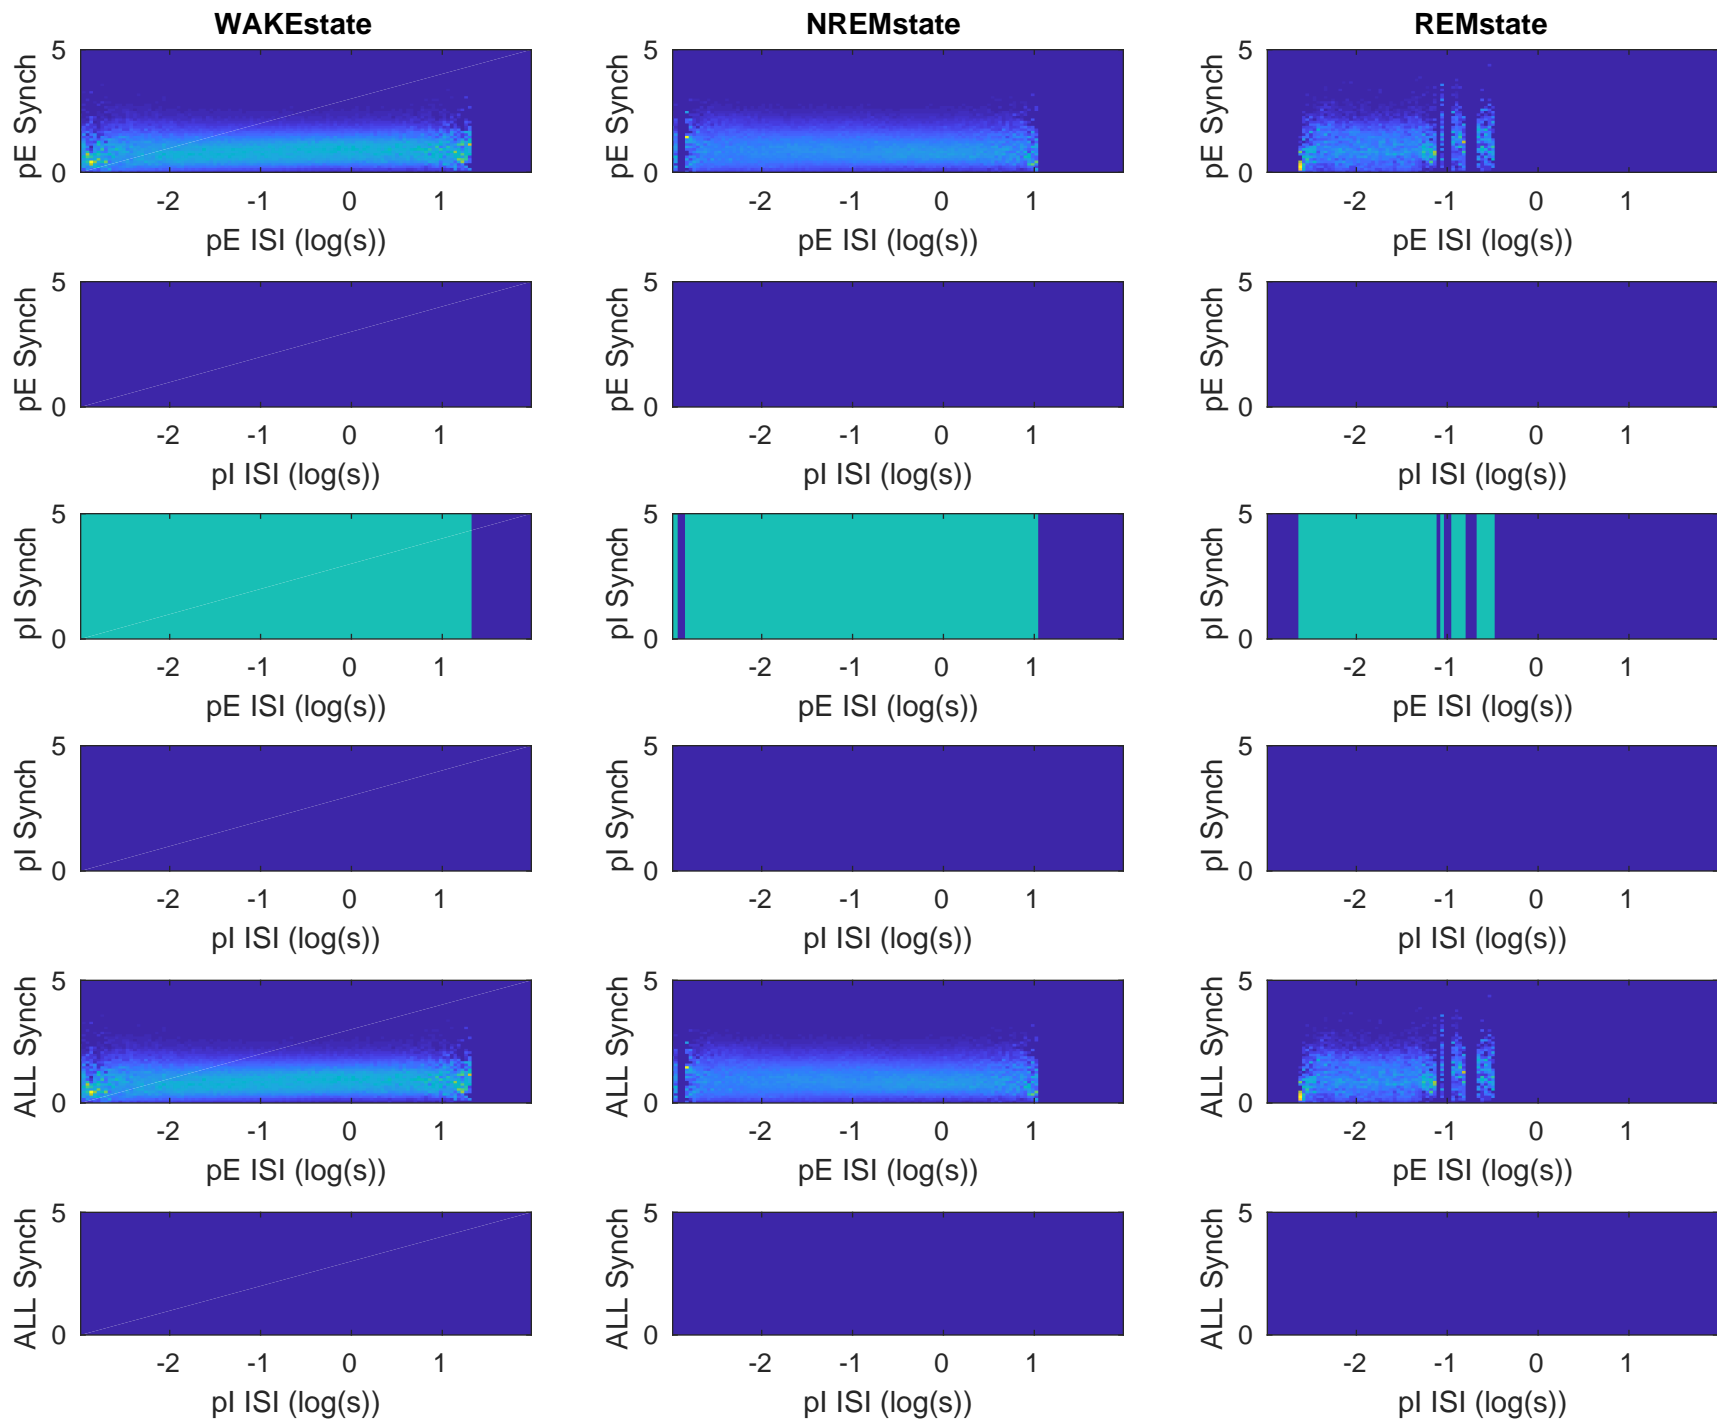 WAKEstate NREMstate REMstate
5 5 5
pE Synch pE Synch pE Synch
0 0 0
-2 -1 0 1 -2 -1 0 1 -2 -1 0 1
pE ISI (log(s)) pE ISI (log(s)) pE ISI (log(s))
5 5 5
pE Synch pE Synch pE Synch
0 0 0
-2 -1 0 1 -2 -1 0 1 -2 -1 0 1
pI ISI (log(s)) pI ISI (log(s)) pI ISI (log(s))
5 5 5
pI Synch pI Synch pI Synch
0 0 0
-2 -1 0 1 -2 -1 0 1 -2 -1 0 1
pE ISI (log(s)) pE ISI (log(s)) pE ISI (log(s))
5 5 5
pI Synch pI Synch pI Synch
0 0 0
-2 -1 0 1 -2 -1 0 1 -2 -1 0 1
pI ISI (log(s)) pI ISI (log(s)) pI ISI (log(s))
5 5 5
ALL Synch ALL Synch ALL Synch
0 0 0
-2 -1 0 1 -2 -1 0 1 -2 -1 0 1
pE ISI (log(s)) pE ISI (log(s)) pE ISI (log(s))
5 5 5
ALL Synch ALL Synch ALL Synch
0 0 0
-2 -1 0 1 -2 -1 0 1 -2 -1 0 1
pI ISI (log(s)) pI ISI (log(s)) pI ISI (log(s))